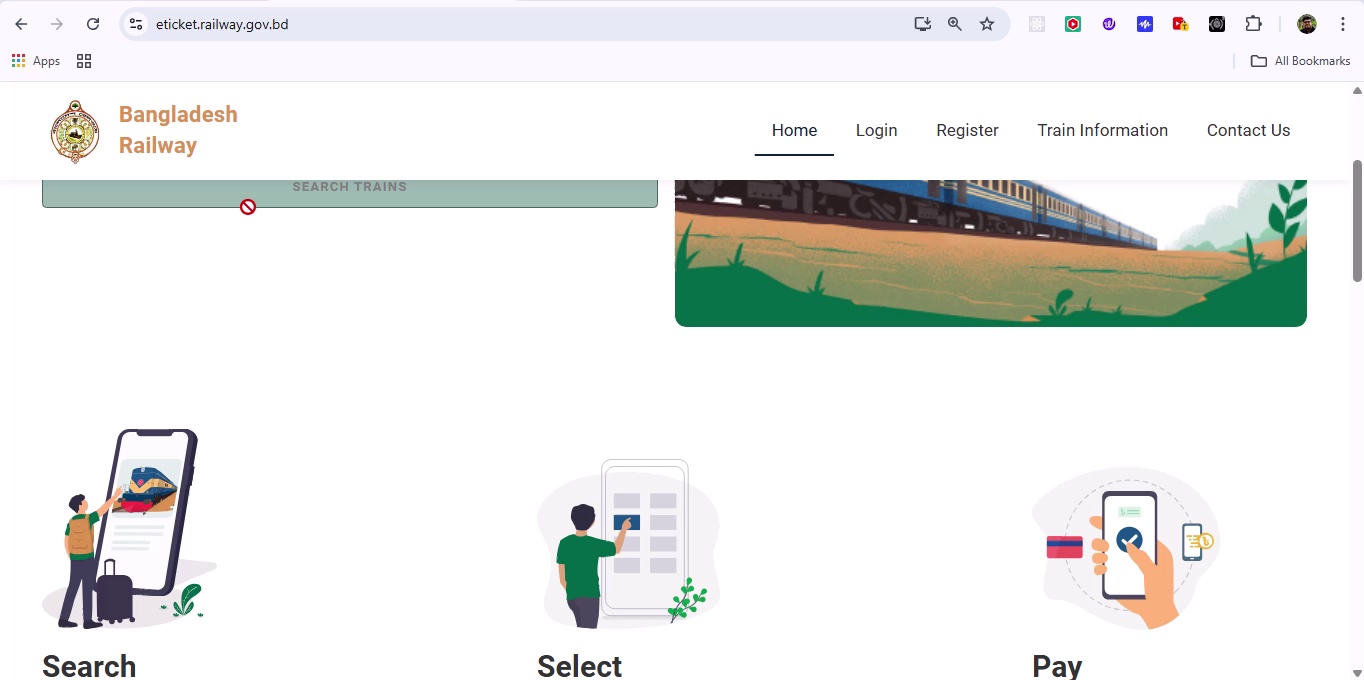 eticket.railway.gov.bd
Apps
All Bookmarks
Bangladesh
Railway
Home
Login
Register
Train Information
Contact Us
SEARCH TRAINS
Search
Select
Pay